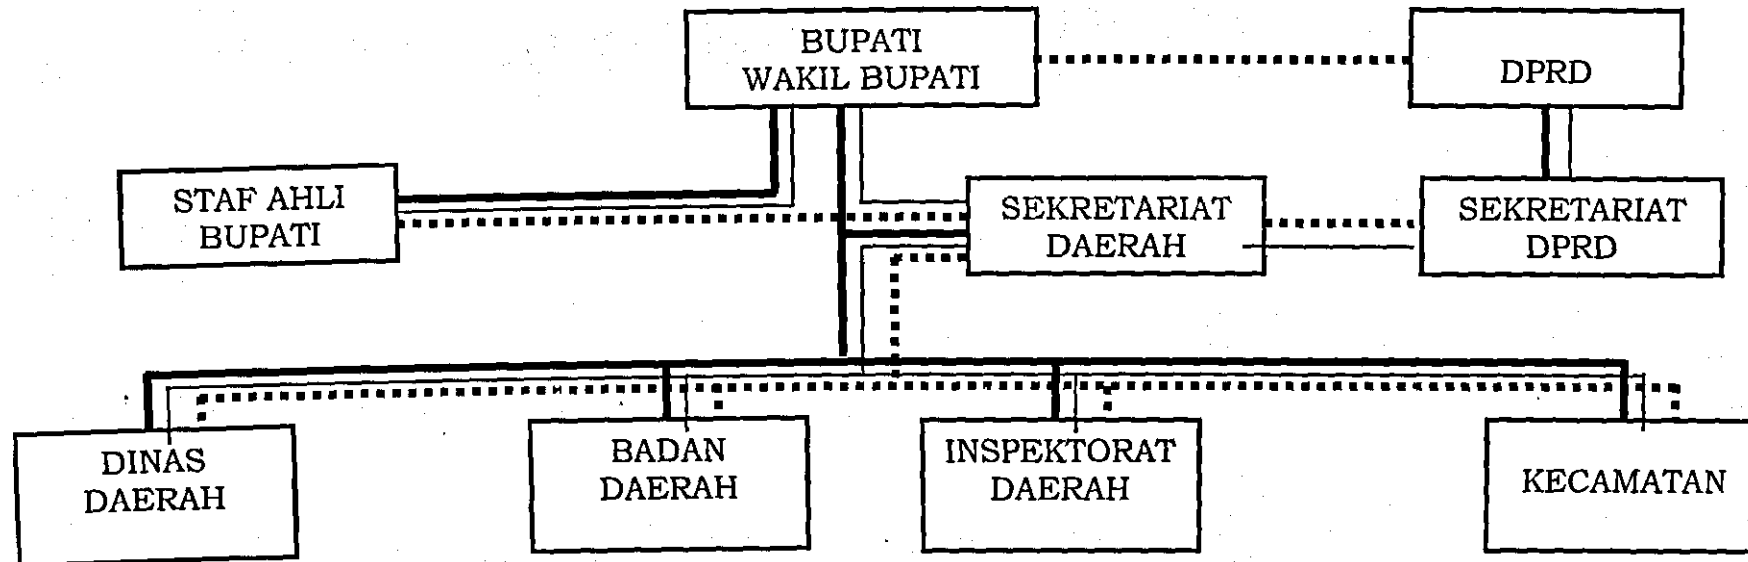 BUPATI
WAKIL BUPATI
DPRD
STAF AHLI
BUPATI
SEKRETARIAT
DAERAH
SEKRETARIAT
DPRD
DINAS
DAERAH
BADAN
DAERAH
INSPEKTORAT
DAERAH
KECAMATAN